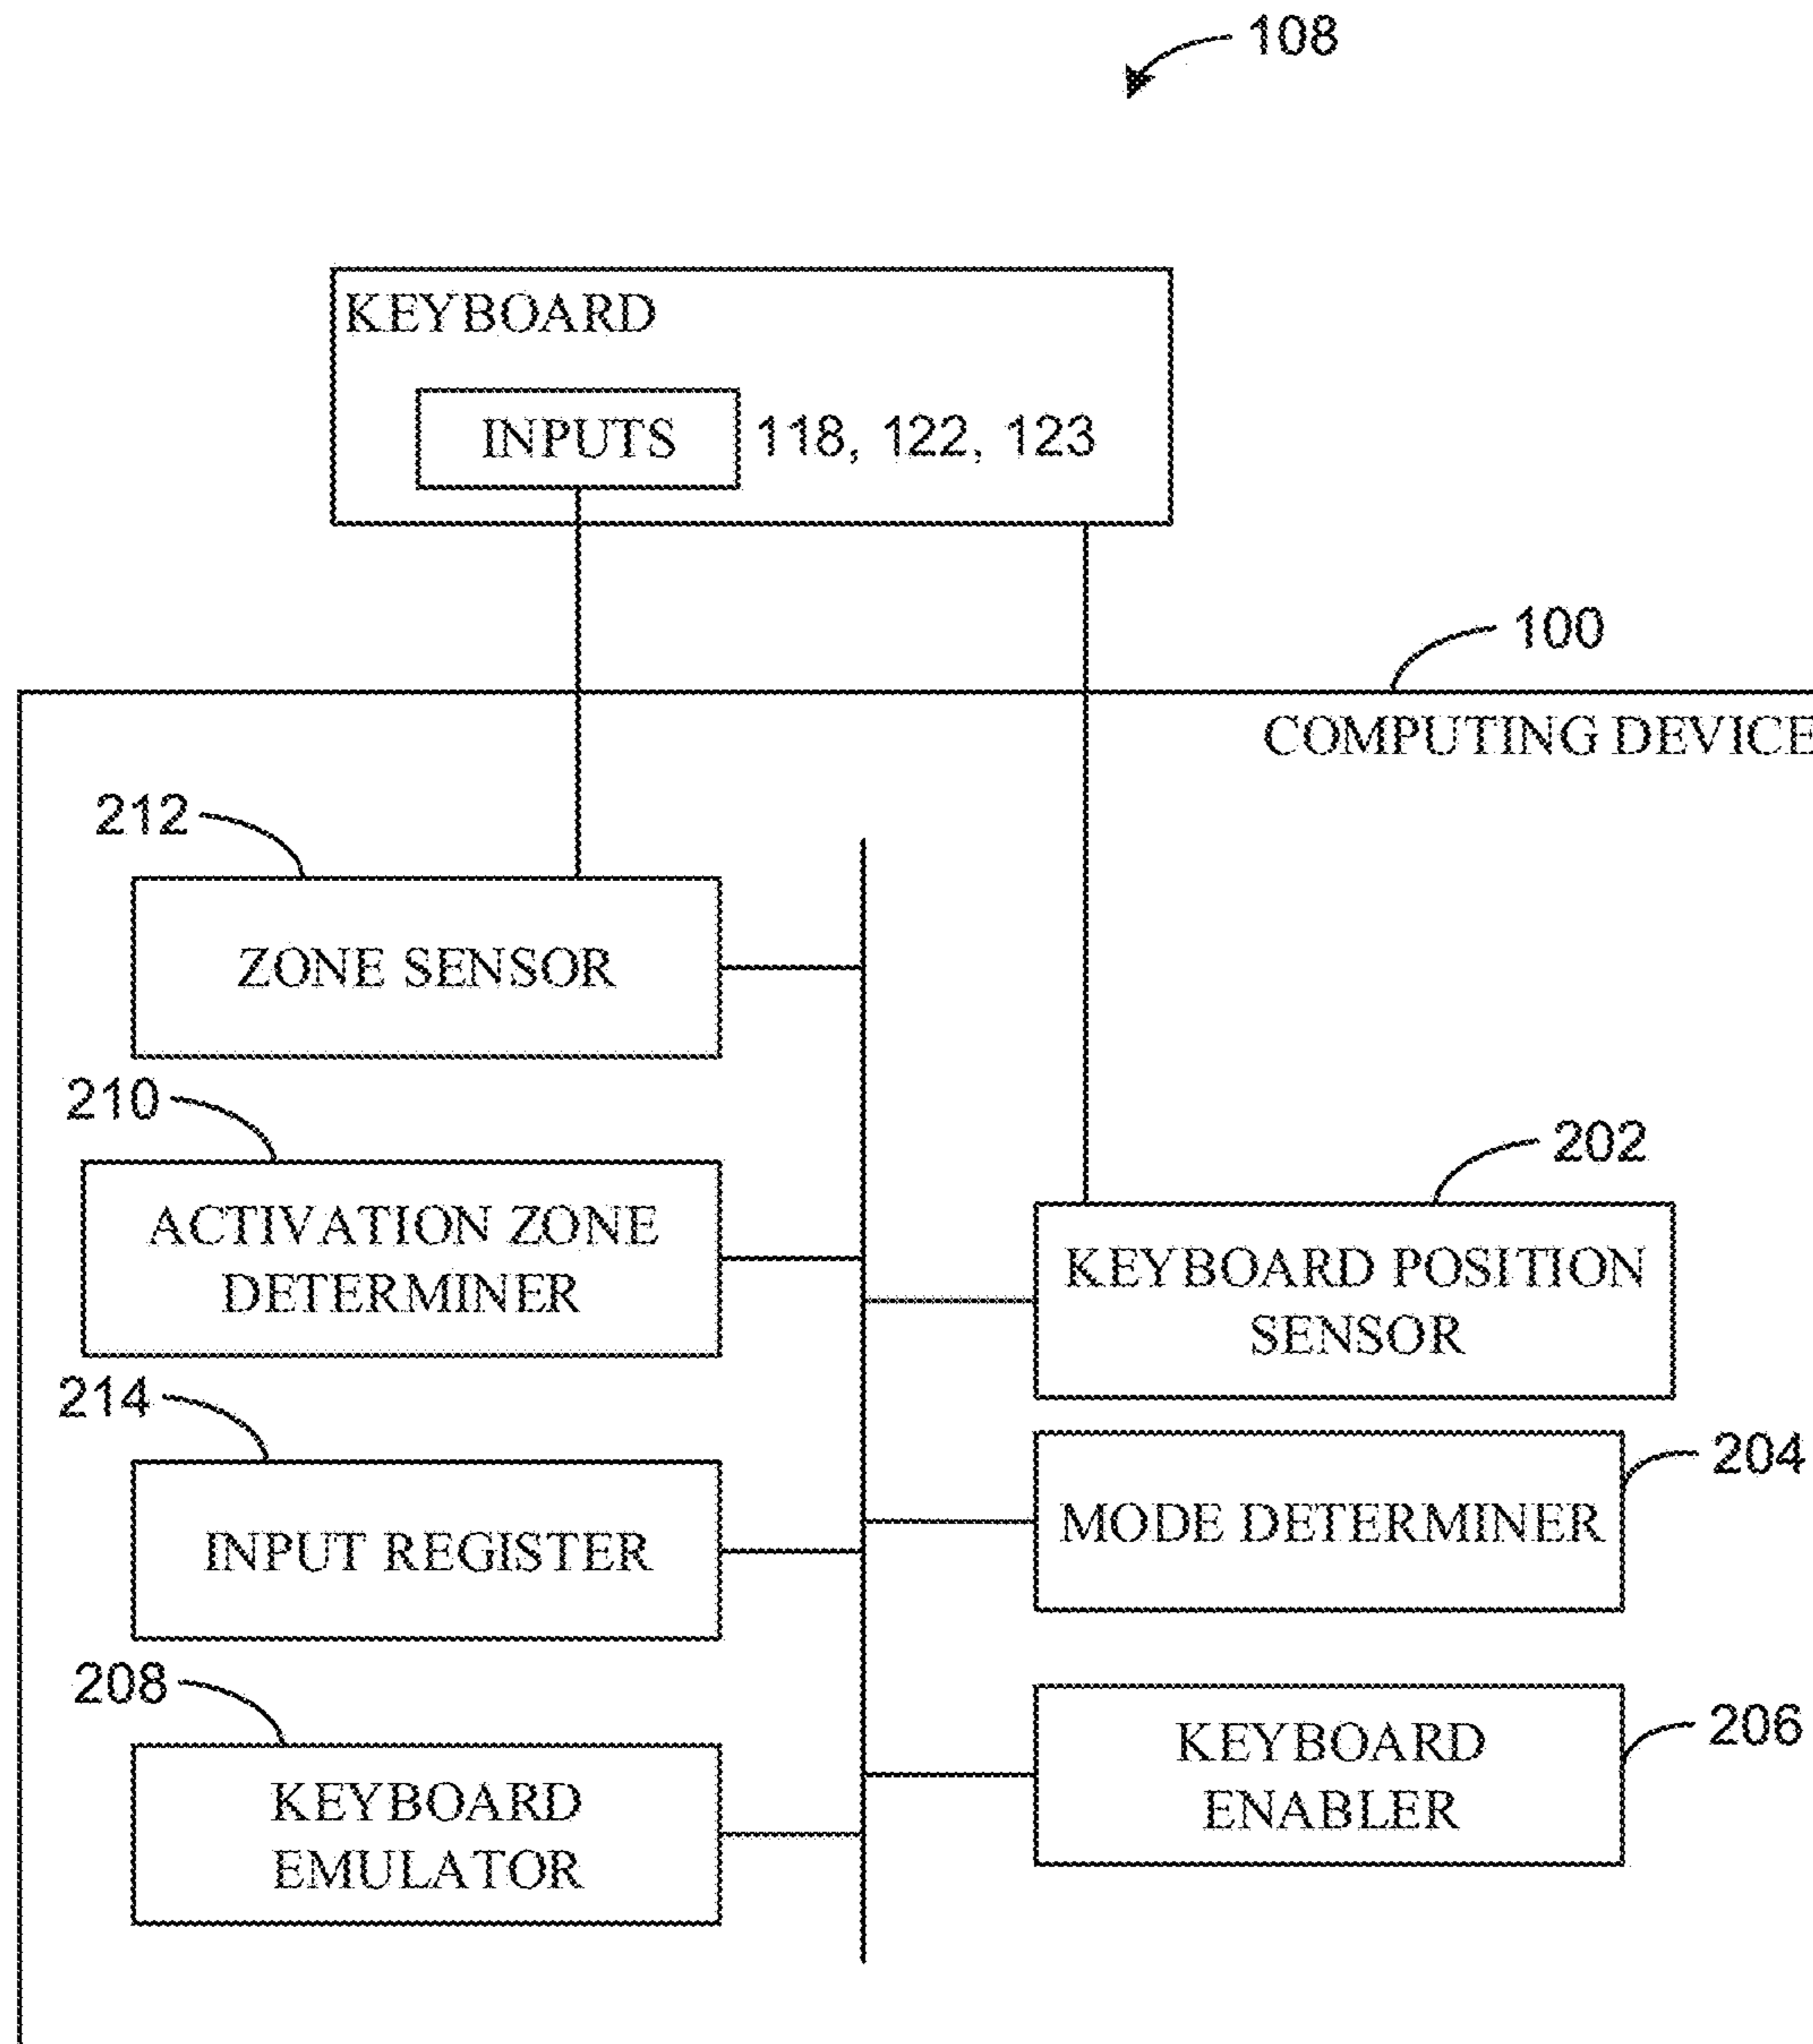 108
KEYBOARD
INPUTS 118, 122, 123
100
COMPUTING DEVICE
212
ZONE SENSOR
210
ACTIVATION ZONE
DETERMINER
202
KEYBOARD POSITION
SENSOR
214
INPUT REGISTER
204
MODE DETERMINER
208
KEYBOARD
EMULATOR
206
KEYBOARD
ENABLER